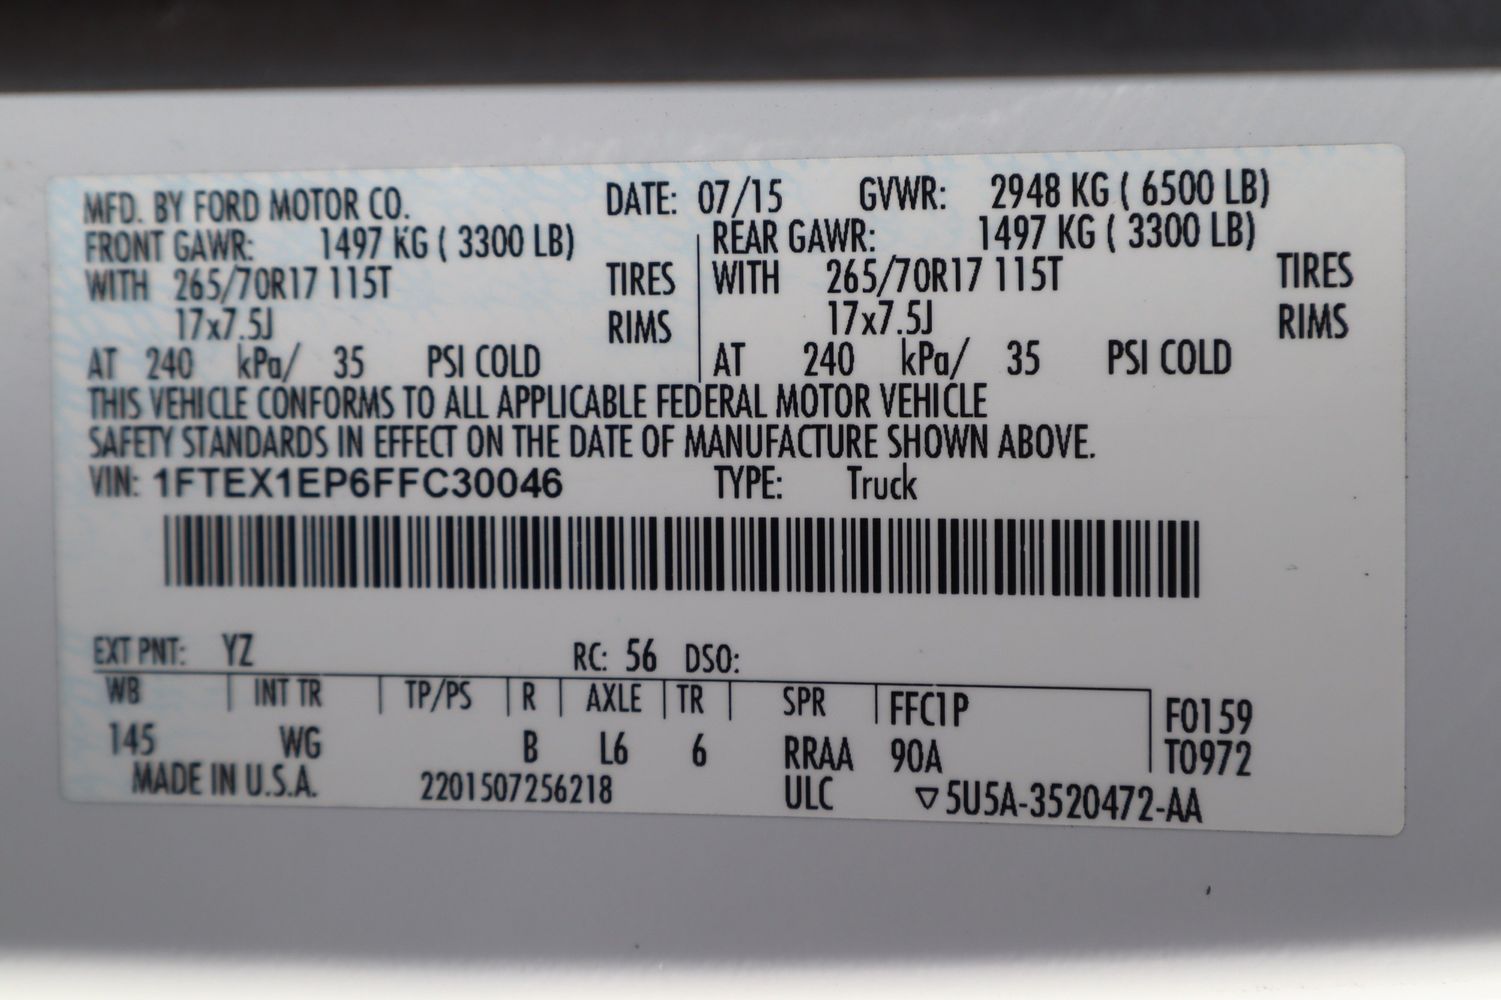 MFD. BY FORD MOTOR CO. DATE: 07/15 GVWR: 2948 KG ( 6500 LB)
FRONT GAWR: 1497 KG ( 3300 LB) REAR GAWR: 1497 KG ( 3300 LB)
WITH 265/70R17 115T TIRES WITH 265/70R17 115T TIRES
17x7.5J RIMS 17x7.5J RIMS
AT 240 kPa/ 35 PSI COLD AT 240 kPa/ 35 PSI COLD
THIS VEHICLE CONFORMS TO ALL APPLICABLE FEDERAL MOTOR VEHICLE
SAFETY STANDARDS IN EFFECT ON THE DATE OF MANUFACTURE SHOWN ABOVE.
VIN: 1FTEX1EP6FFC30046 TYPE: Truck
EXT PNT: YZ RC: 56 DSO:
WB INT TR TP/PS R AXLE TR SPR FFC1P F0159
145 WG B L6 6 RRAA 90A T0972
MADE IN U.S.A. 2201507256218 ULC ▽5U5A-3520472-AA